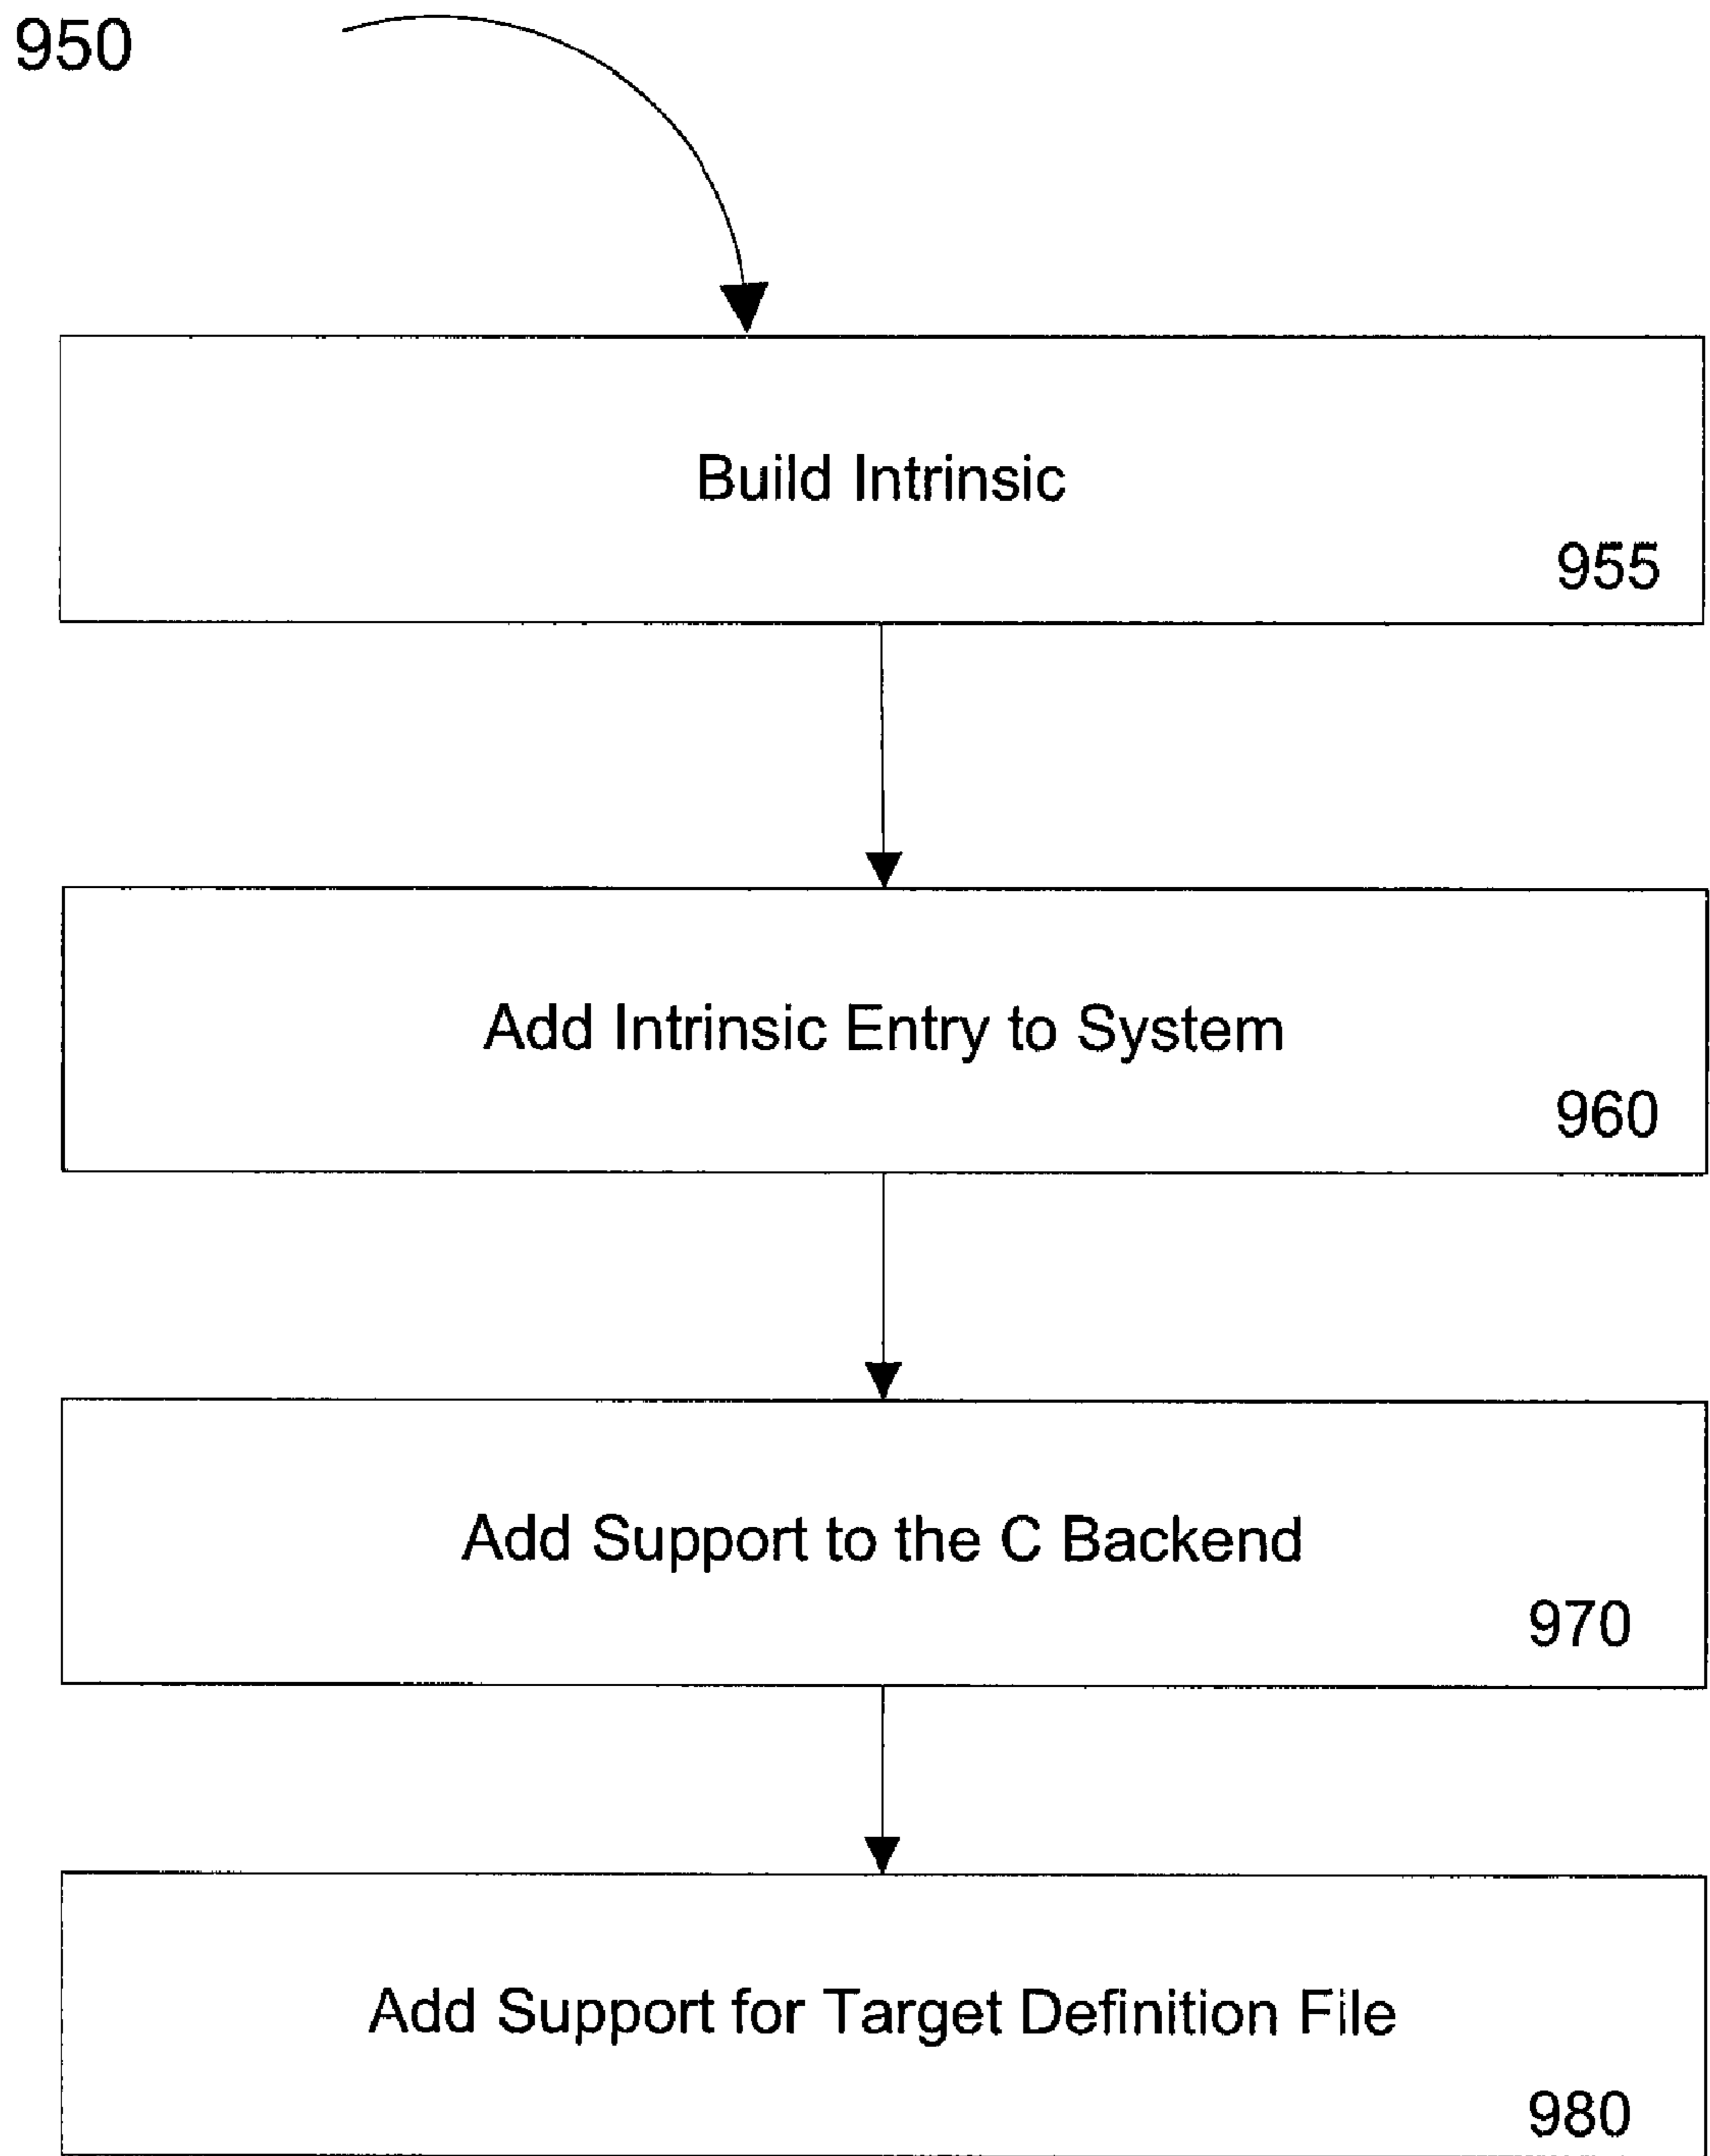 950
Build Intrinsic
955
Add Intrinsic Entry to System
960
Add Support to the C Backend
970
Add Support for Target Definition File
980